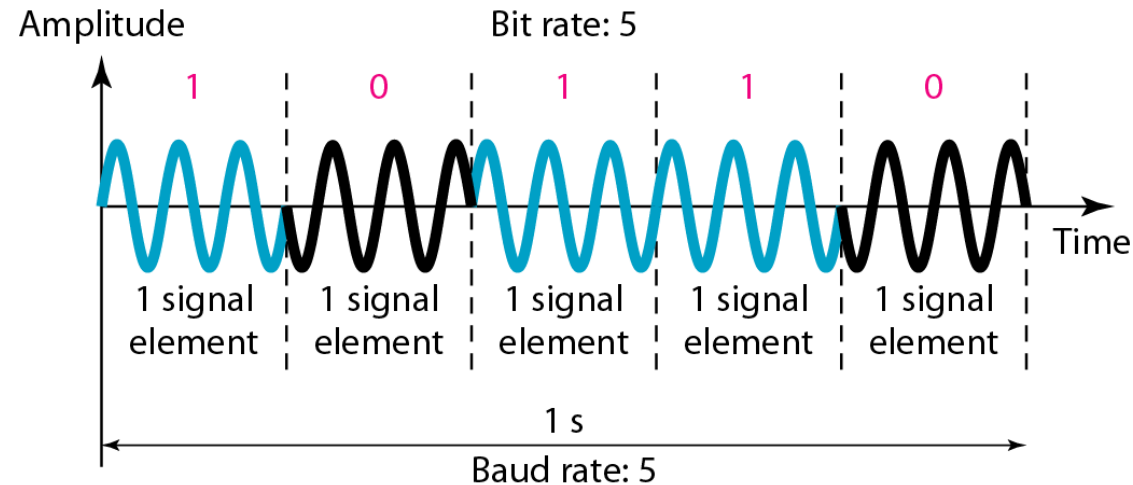 Amplitude
Bit rate: 5
1 0 1 1 0
Time
1 signal element
1 signal element
1 signal element
1 signal element
1 signal element
1 s
Baud rate: 5